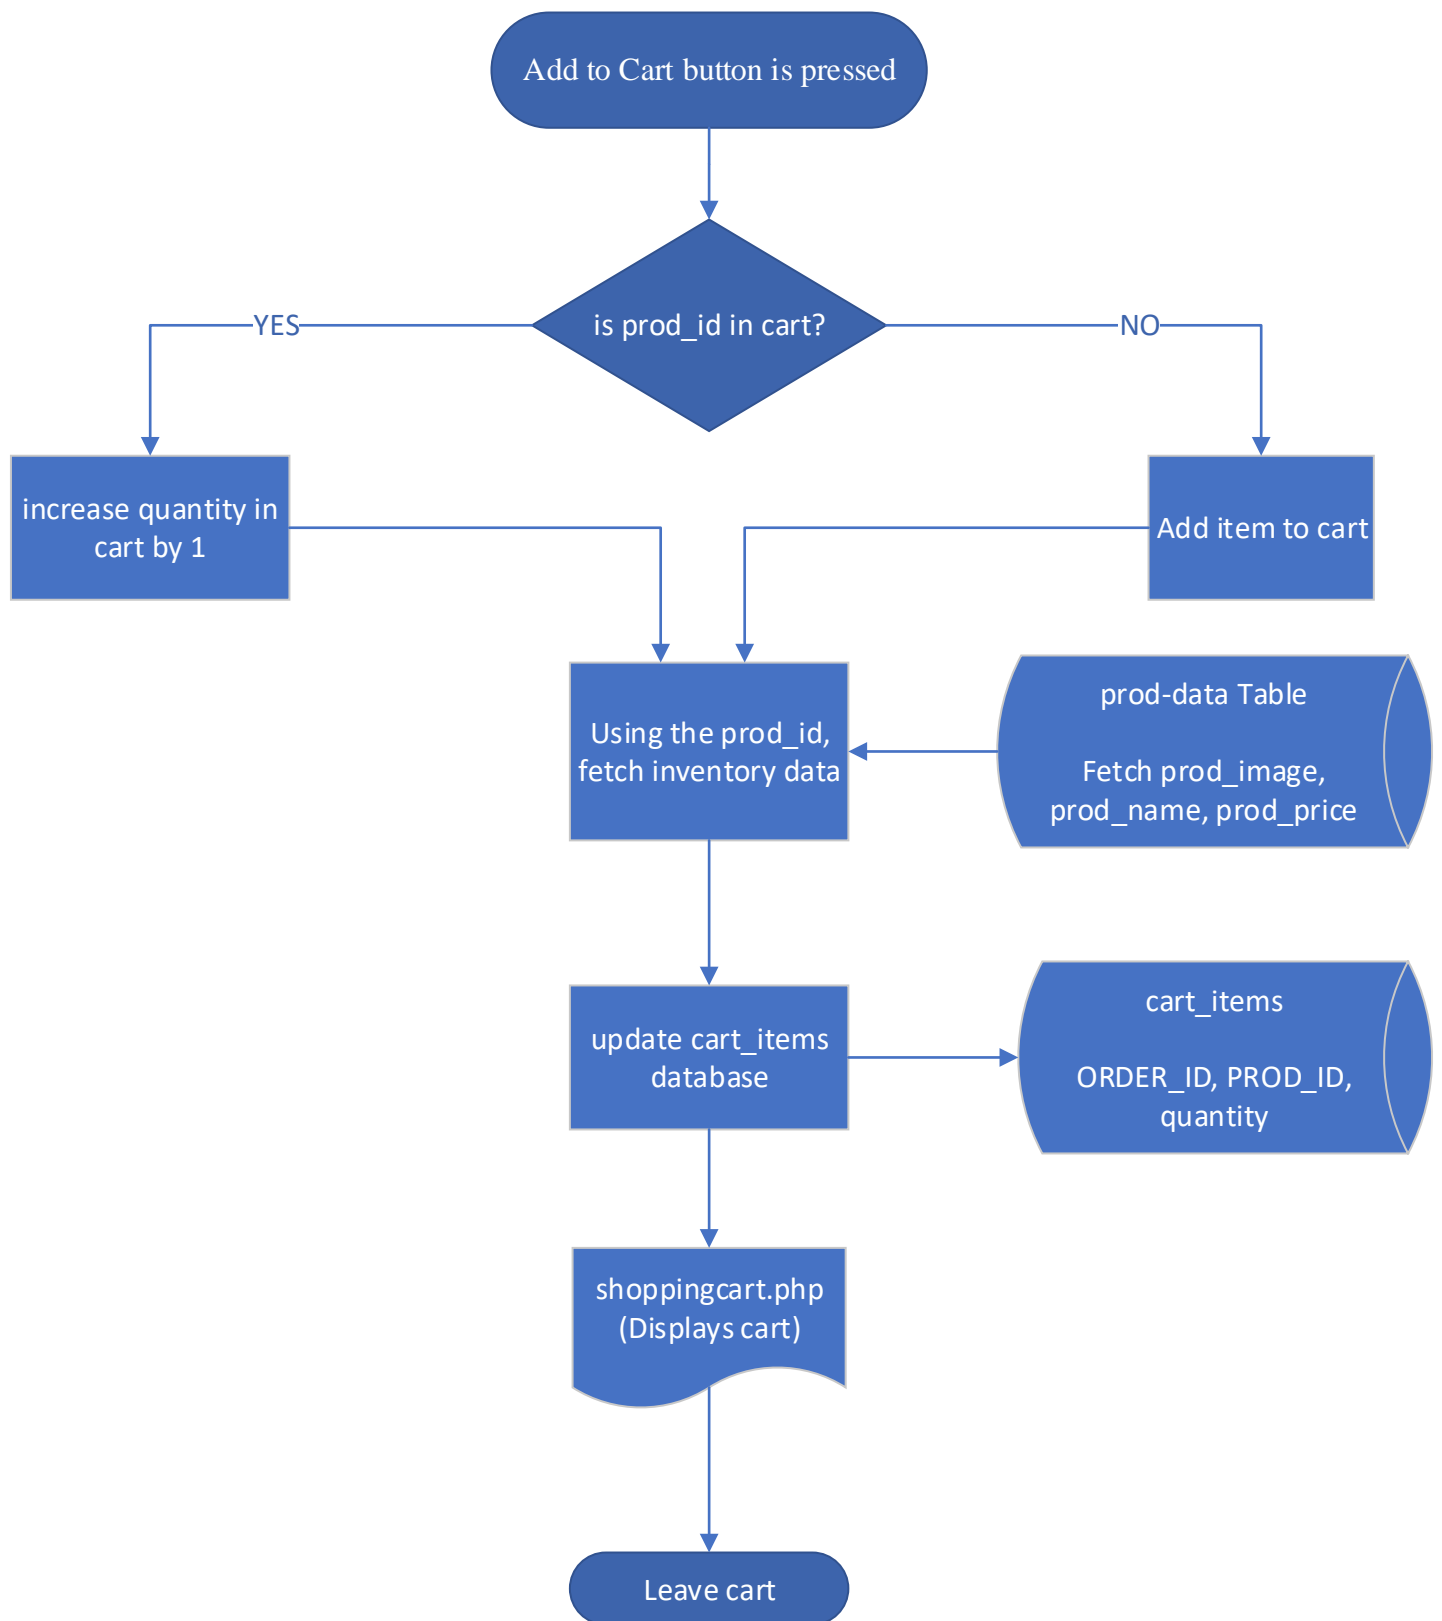 Add to Cart button is pressed
is prod_id in cart?
YES
NO
increase quantity in
cart by 1
Add item to cart
Using the prod_id,
fetch inventory data
prod-data Table
Fetch prod_image,
prod_name, prod_price
update cart_items
database
cart_items
ORDER_ID, PROD_ID,
quantity
shoppingcart.php
(Displays cart)
Leave cart